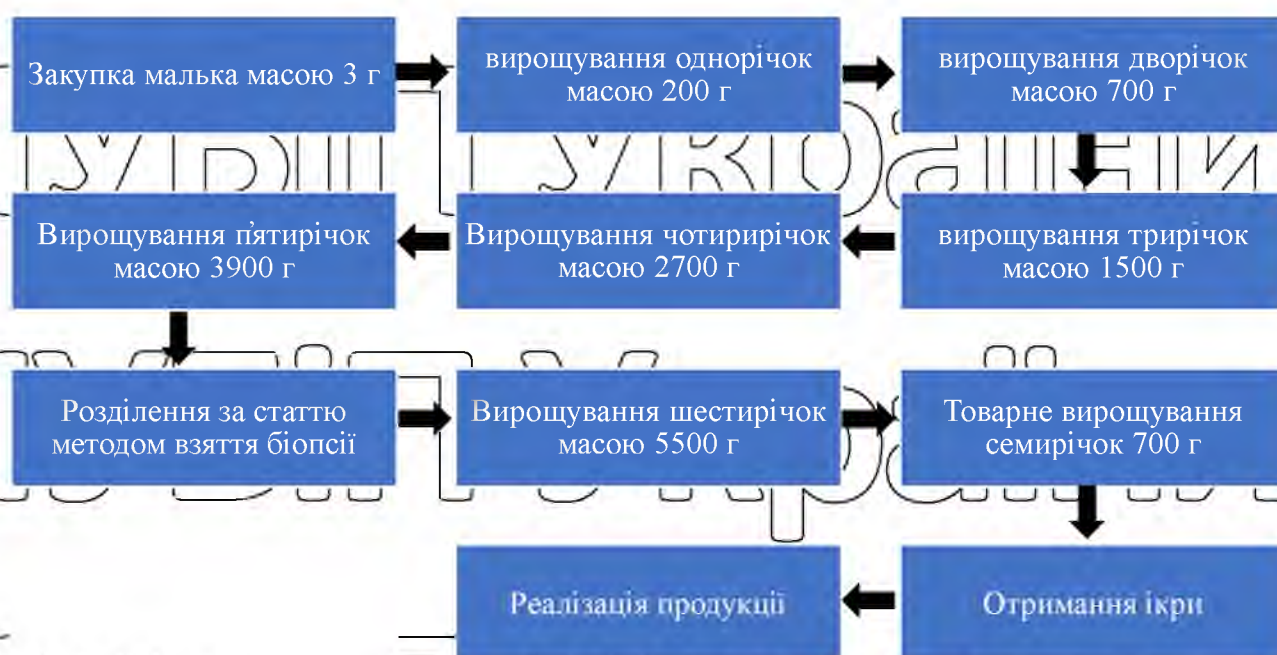 Закупка малька масою 3 г
вирощування однорічок
масою 200 г
вирощування дворічок
масою 700 г
вирощування трирічок
масою 1500 г
Вирощування чотирирічок
масою 2700 г
Вирощування п'ятирічок
масою 3900 г
Розділення за статтю
методом взяття біопсії
Вирощування шестирічок
масою 5500 г
Товарне вирощування
семирічок 700 г
Отримання ікри
Реалізація продукції